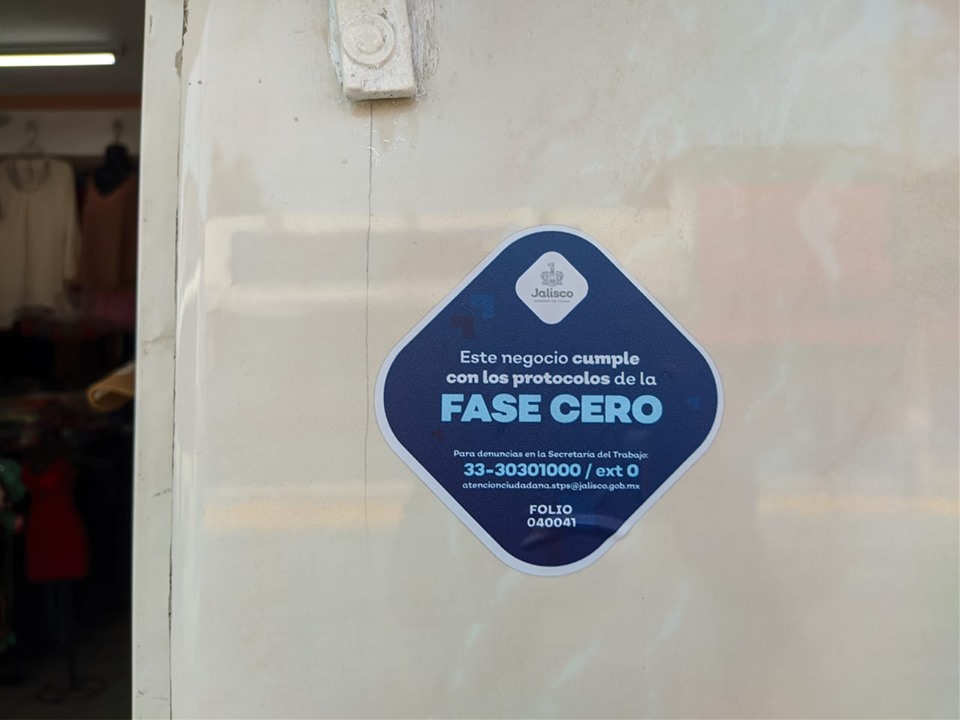 Jalisco
Este negocio cumple
con los protocolos de la
FASE CERO
Para denuncias en la Secretaría del Trabajo:
33-30301000 / ext 0
atencionciudadana.stps@jalisco.gob.mx
FOLIO
040041